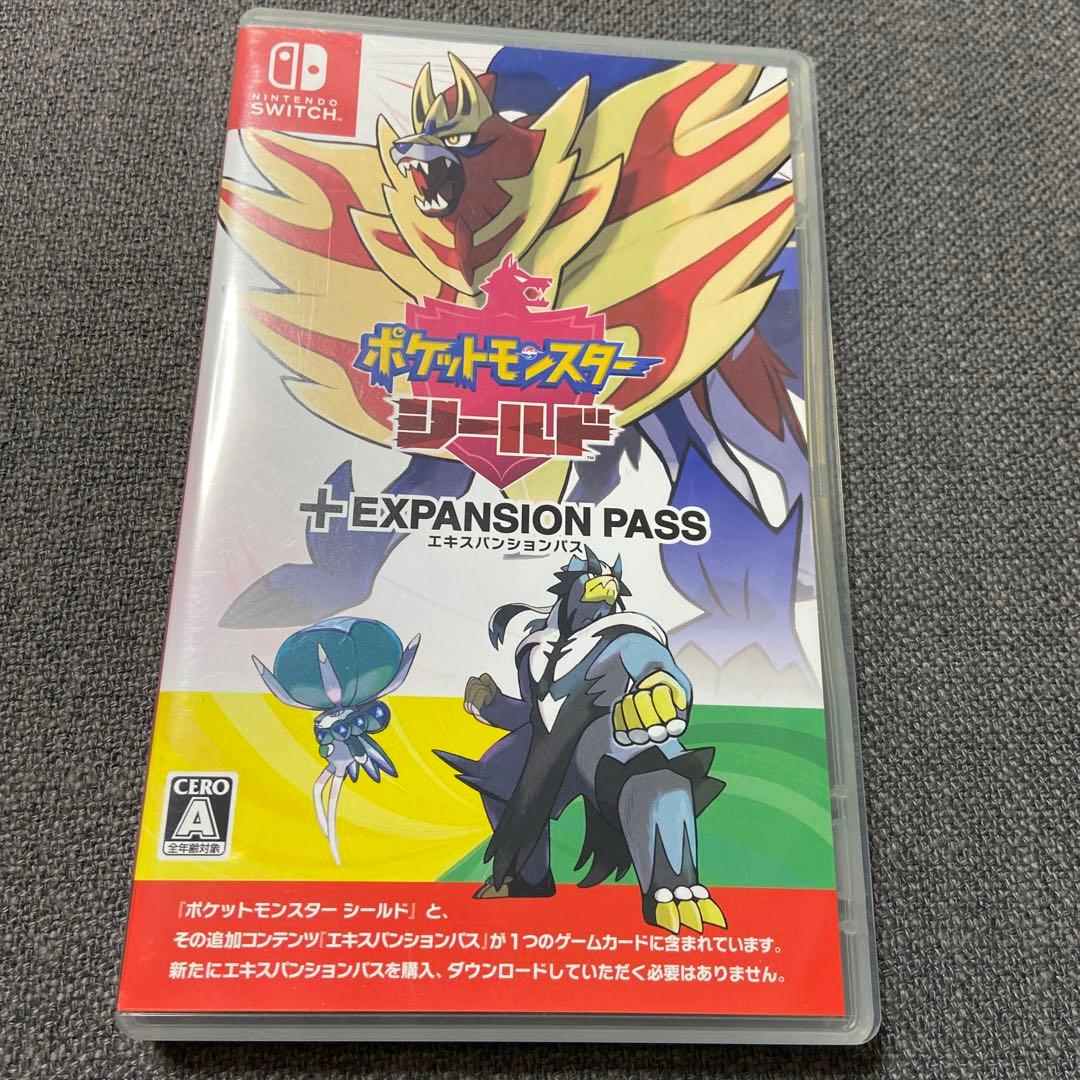 NINTENDO
SWITCH™
ポケットモンスター
シールド™
+EXPANSION PASS
エキスパンションパス
CERO
A
全年齢対象
『ポケットモンスター シールド』と、
その追加コンテンツ『エキスパンションパス』が1つのゲームカードに含まれています。
新たにエキスパンションパスを購入、ダウンロードしていただく必要はありません。